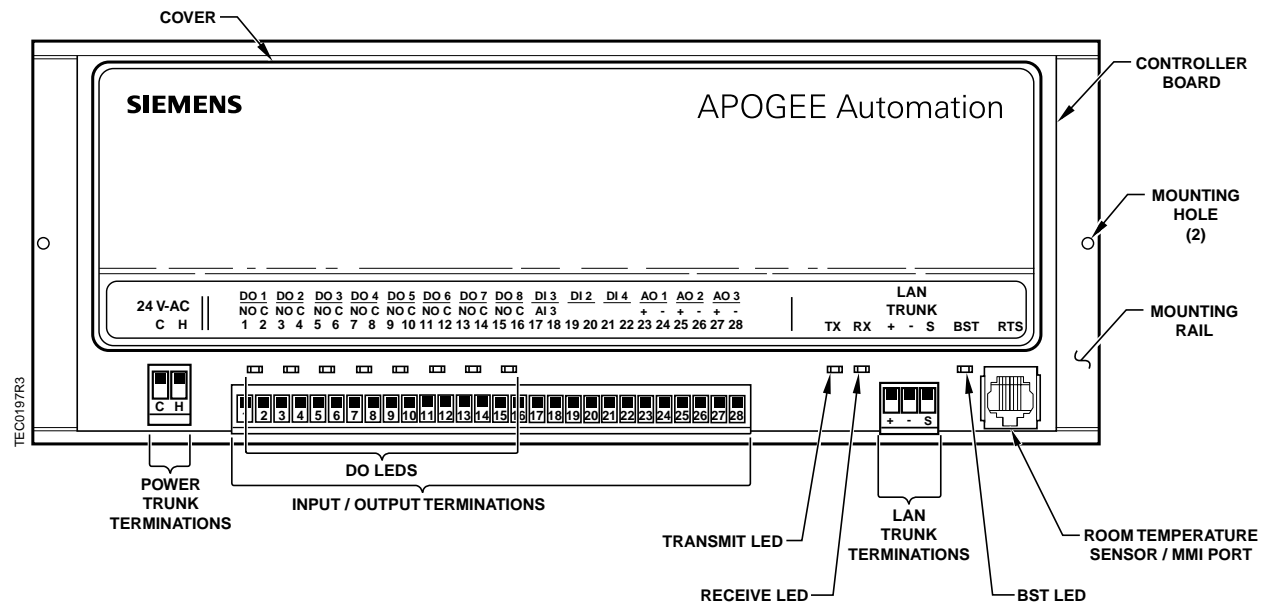 COVER
SIEMENS
APOGEE Automation
CONTROLLER
BOARD
MOUNTING
HOLE
(2)
MOUNTING
RAIL
24 V-AC
C H
DO 1 DO 2 DO 3 DO 4 DO 5 DO 6 DO 7 DO 8 DI 3 DI 2 DI 4 AO 1 AO 2 AO 3
NO C NO C NO C NO C NO C NO C NO C NO C AI 3 + - + - + -
1 2 3 4 5 6 7 8 9 10 11 12 13 14 15 16 17 18 19 20 21 22 23 24 25 26 27 28
LAN
TRUNK
TX RX + - S BST RTS
C H
1 2 3 4 5 6 7 8 9 10 11 12 13 14 15 16 17 18 19 20 21 22 23 24 25 26 27 28
+ - S
TEC0197R3
DO LEDS
INPUT / OUTPUT TERMINATIONS
POWER
TRUNK
TERMINATIONS
TRANSMIT LED
RECEIVE LED
LAN
TRUNK
TERMINATIONS
BST LED
ROOM TEMPERATURE
SENSOR / MMI PORT